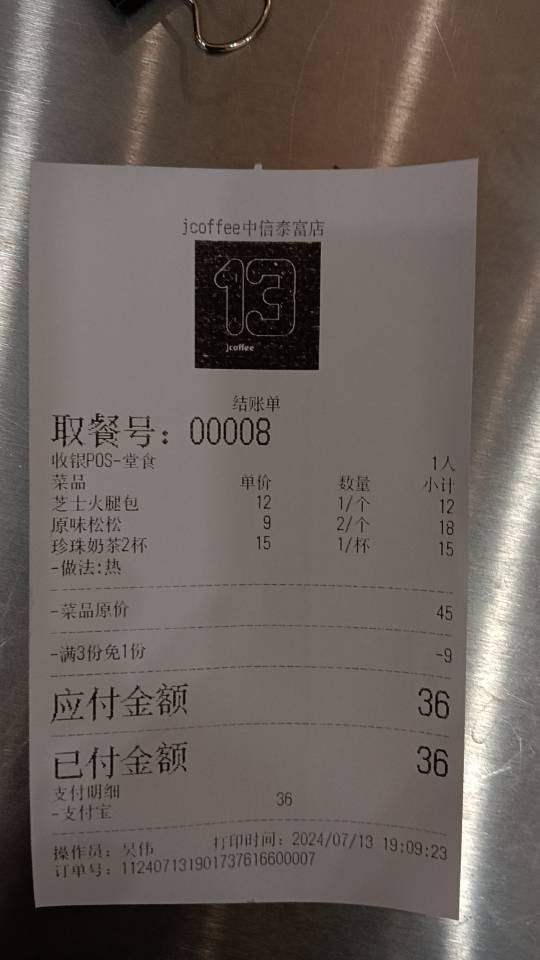 jcoffee中信泰富店
13
jcoffee
结账单
取餐号：00008
收银POS-堂食 1人
菜品 单价 数量 小计
芝士火腿包 12 1/个 12
原味松松 9 2/个 18
珍珠奶茶2杯 15 1/杯 15
-做法:热
-菜品原价 45
-满3份免1份 -9
应付金额 36
已付金额 36
支付明细
-支付宝 36
操作员：吴伟 打印时间：2024/07/13 19:09:23
订单号：112407131901737616600007